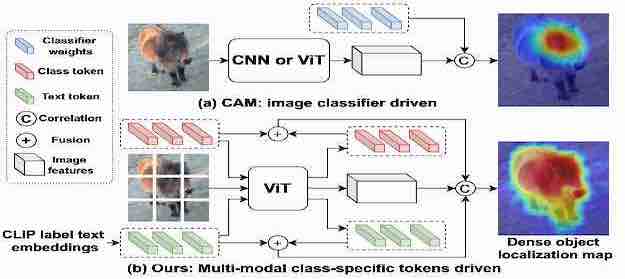 Classifier
weights
Class token
Text token
C Correlation
+ Fusion
Image
features
CNN or ViT
C
(a) CAM: image classifier driven
+
ViT
C
CLIP label text
embeddings
+
Dense object
localization map
(b) Ours: Multi-modal class-specific tokens driven